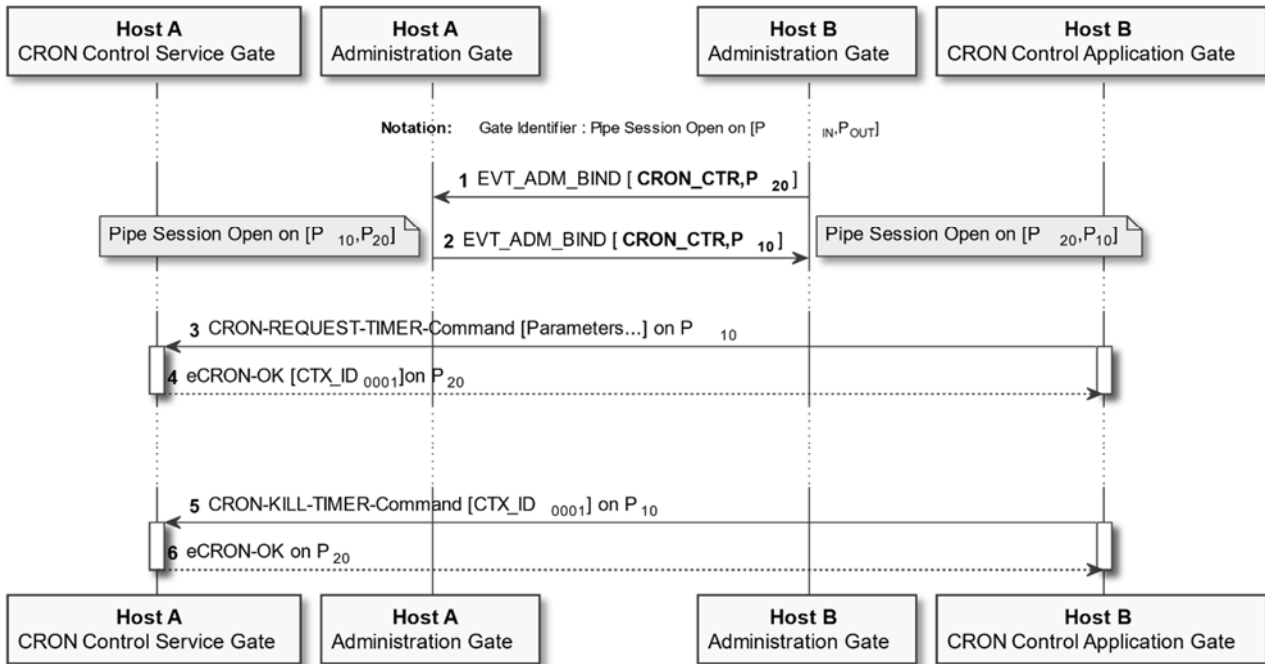 Host A
CRON Control Service Gate
Host A
Administration Gate
Host B
Administration Gate
Host B
CRON Control Application Gate
Notation: Gate Identifier : Pipe Session Open on [P IN,POUT]
1 EVT_ADM_BIND [ CRON_CTR,P 20 ]
Pipe Session Open on [P 10,P20]
2 EVT_ADM_BIND [ CRON_CTR,P 10 ]
Pipe Session Open on [P 20,P10]
3 CRON-REQUEST-TIMER-Command [Parameters...] on P 10
4 eCRON-OK [CTX_ID 0001]on P20
5 CRON-KILL-TIMER-Command [CTX_ID 0001] on P10
6 eCRON-OK on P20
Host A
CRON Control Service Gate
Host A
Administration Gate
Host B
Administration Gate
Host B
CRON Control Application Gate